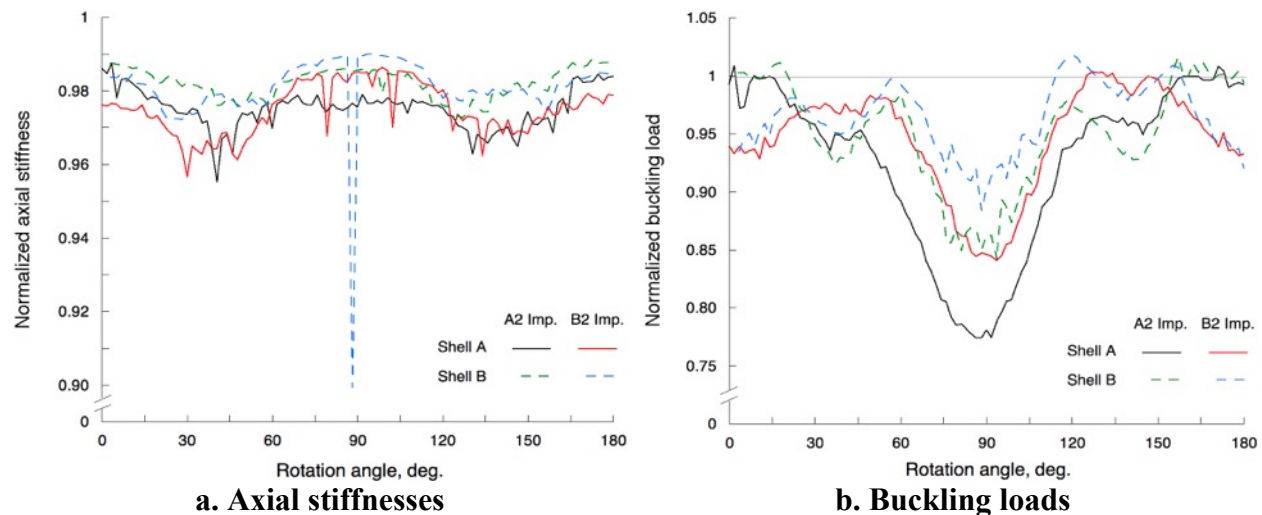 1
0.98
0.96
0.94
0.92
0.90
0
Normalized axial stiffness
A2 Imp. B2 Imp.
Shell A
Shell B
0 30 60 90 120 150 180
Rotation angle, deg.
a. Axial stiffnesses
1.05
1
0.95
0.90
0.85
0.80
0.75
0
Normalized buckling load
A2 Imp. B2 Imp.
Shell A
Shell B
0 30 60 90 120 150 180
Rotation angle, deg.
b. Buckling loads